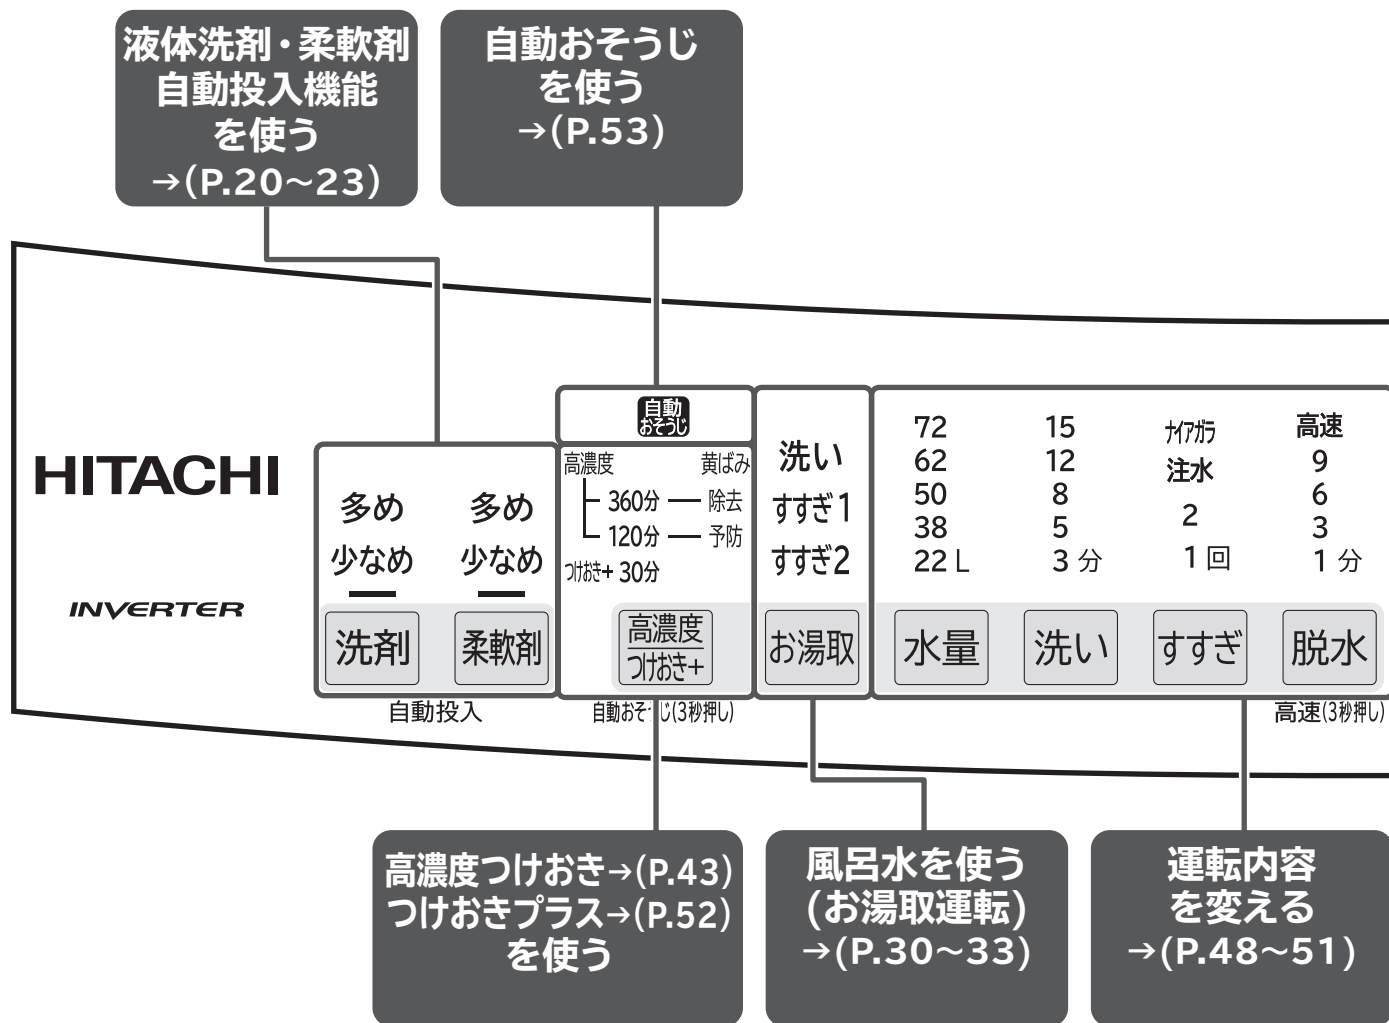 液体洗剤・柔軟剤
自動投入機能
を使う
→(P.20~23)
自動おそうじ
を使う
→(P.53)
HITACHI
INVERTER
多め
少なめ
洗剤
多め
少なめ
柔軟剤
自動投入
自動
おそうじ
高濃度 黄ばみ
360分 除去
120分 予防
つけおき+ 30分
高濃度
つけおき+
自動おそうじ(3秒押し)
洗い
すすぎ1
すすぎ2
お湯取
72
62
50
38
22 L
水量
15
12
8
5
3 分
洗い
ナイアガラ
注水
2
1 回
すすぎ
高速
9
6
3
1 分
脱水
高速(3秒押し)
高濃度つけおき→(P.43)
つけおきプラス→(P.52)
を使う
風呂水を使う
(お湯取運転)
→(P.30~33)
運転内容
を変える
→(P.48~51)